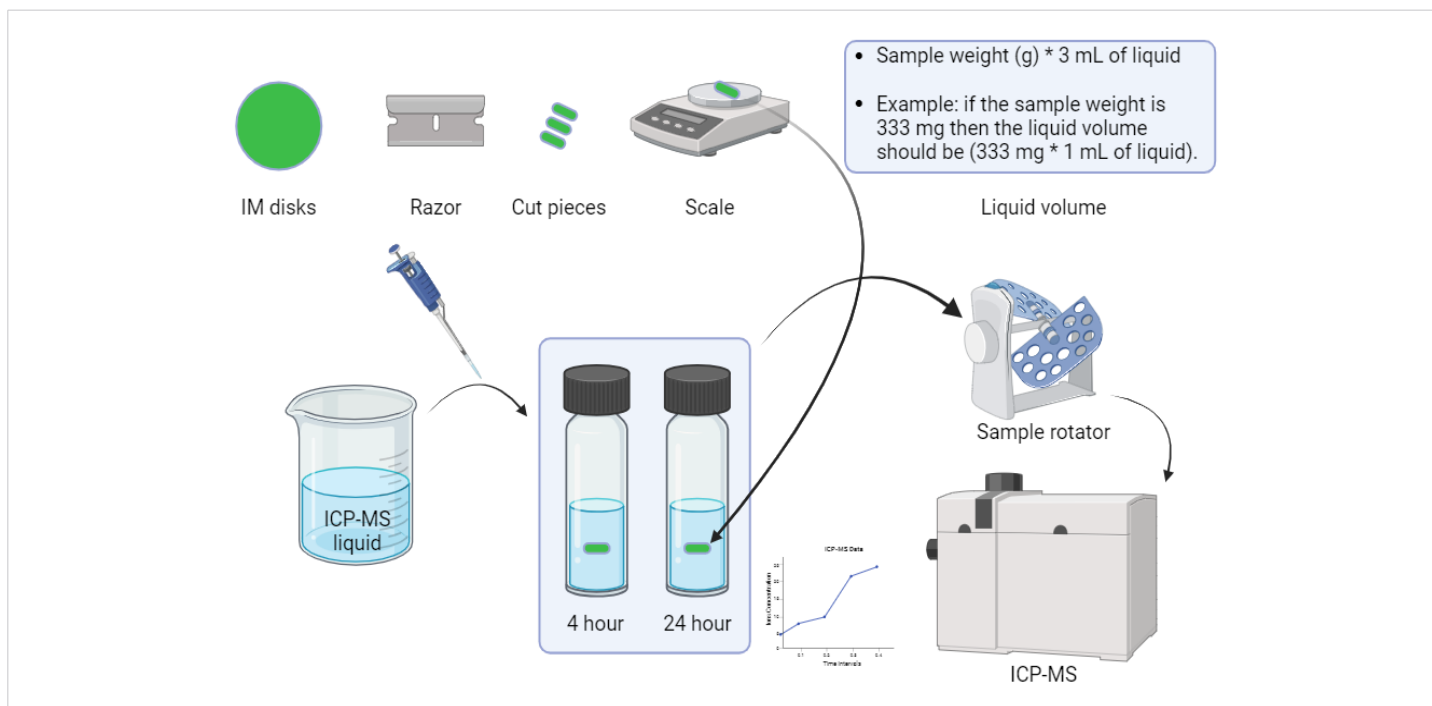 • Sample weight (g) * 3 mL of liquid
• Example: if the sample weight is
333 mg then the liquid volume
should be (333 mg * 1 mL of liquid).
IM disks
Razor
Cut pieces
Scale
Liquid volume
Sample rotator
ICP-MS
liquid
4 hour
24 hour
ICP-MS Data
Time Intervals
ICP-MS